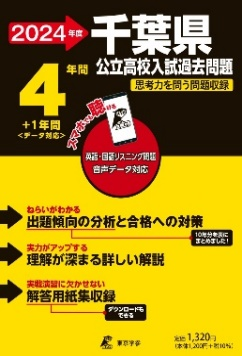 2024年度
千葉県
4年間
公立高校入試過去問題
思考力を問う問題収録
+1年間
<データ対応>
スマホでも聴ける
英語・国語リスニング問題
音声データ対応
ねらいがわかる
出題傾向の分析と合格への対策
10年分を表にまとめました!
実力がアップする
理解が深まる詳しい解説
実戦演習に欠かせない
解答用紙集収録
ダウンロードもできる
定価 1,320円
(本体1,200円+税10%)
東京学参